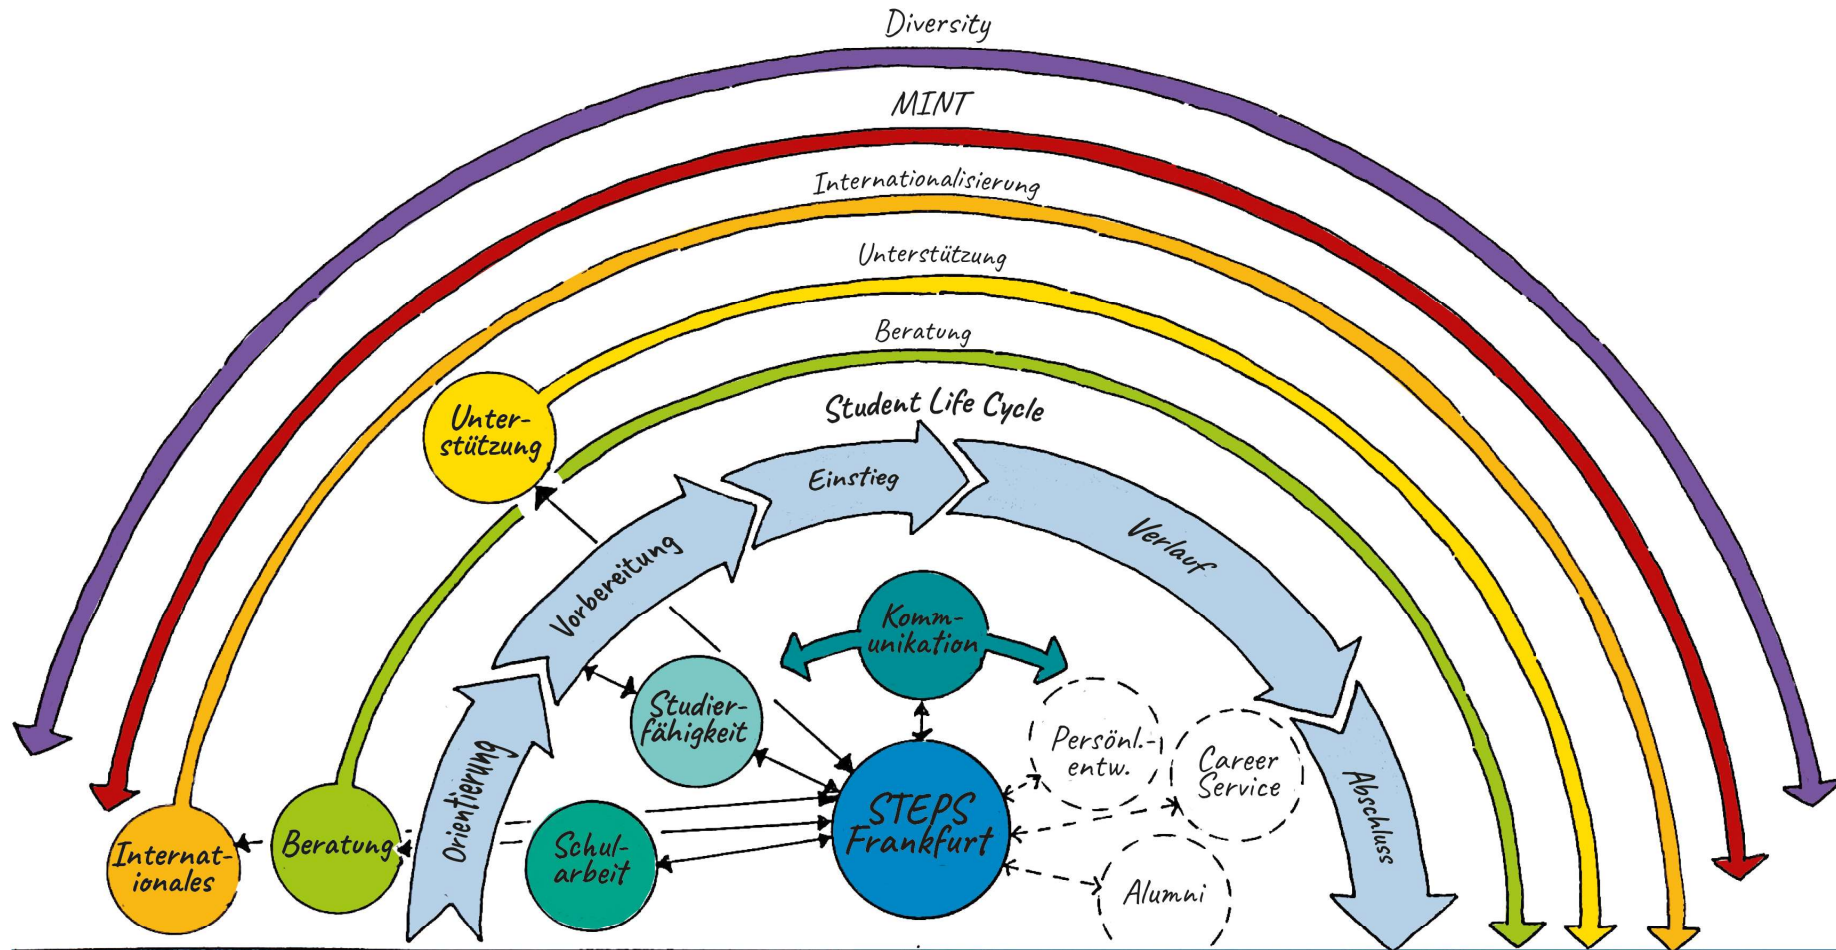 Diversity
MINT
Internationalisierung
Unterstützung
Beratung
Student Life Cycle
Unter-
stützung
Einstieg
Verlauf
Vorbereitung
Orientierung
Abschluss
Komm-
unikation
Studier-
fähigkeit
Persönl.-
entw.
Career
Service
STEPS
Frankfurt
Schul-
arbeit
Beratung
Internat-
ionales
Alumni